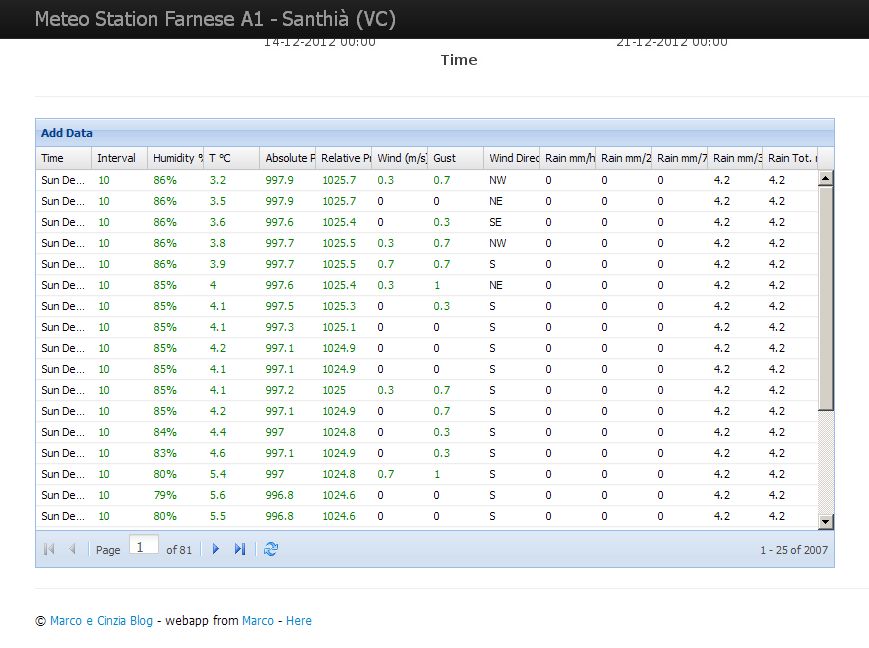 Meteo Station Farnese A1 - Santhià (VC)
14-12-2012 00:00 21-12-2012 00:00
Time
Add Data
Time Interval Humidity % T °C Absolute P Relative Pr Wind (m/s) Gust Wind Direc Rain mm/h Rain mm/2 Rain mm/7 Rain mm/3 Rain Tot.
Sun De... 10 86% 3.2 997.9 1025.7 0.3 0.7 NW 0 0 0 4.2 4.2
Sun De... 10 86% 3.5 997.9 1025.7 0 0 NE 0 0 0 4.2 4.2
Sun De... 10 86% 3.6 997.6 1025.4 0 0.3 SE 0 0 0 4.2 4.2
Sun De... 10 86% 3.8 997.7 1025.5 0.3 0.7 NW 0 0 0 4.2 4.2
Sun De... 10 86% 3.9 997.7 1025.5 0.7 0.7 S 0 0 0 4.2 4.2
Sun De... 10 86% 4 997.6 1025.4 0.3 1 NE 0 0 0 4.2 4.2
Sun De... 10 85% 4.1 997.5 1025.3 0 0.3 S 0 0 0 4.2 4.2
Sun De... 10 85% 4.1 997.3 1025.1 0 0 S 0 0 0 4.2 4.2
Sun De... 10 85% 4.2 997.1 1024.9 0 0 S 0 0 0 4.2 4.2
Sun De... 10 85% 4.1 997.1 1024.9 0 0 S 0 0 0 4.2 4.2
Sun De... 10 85% 4.1 997.2 1025 0.3 0.7 S 0 0 0 4.2 4.2
Sun De... 10 85% 4.2 997.1 1024.9 0 0.7 S 0 0 0 4.2 4.2
Sun De... 10 84% 4.4 997 1024.8 0 0.3 S 0 0 0 4.2 4.2
Sun De... 10 83% 4.6 997.1 1024.9 0 0.3 S 0 0 0 4.2 4.2
Sun De... 10 80% 5.4 997 1024.8 0.7 1 S 0 0 0 4.2 4.2
Sun De... 10 79% 5.6 996.8 1024.6 0 0 S 0 0 0 4.2 4.2
Sun De... 10 80% 5.5 996.8 1024.6 0 0 S 0 0 0 4.2 4.2
Page 1 of 81 1 - 25 of 2007
© Marco e Cinzia Blog - webapp from Marco - Here